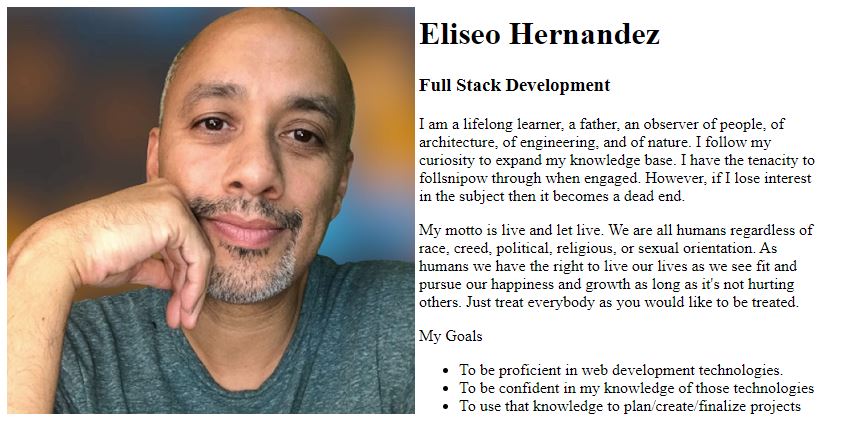 Eliseo Hernandez
Full Stack Development
I am a lifelong learner, a father, an observer of people, of
architecture, of engineering, and of nature. I follow my
curiosity to expand my knowledge base. I have the tenacity to
follsnipow through when engaged. However, if I lose interest
in the subject then it becomes a dead end.
My motto is live and let live. We are all humans regardless of
race, creed, political, religious, or sexual orientation. As
humans we have the right to live our lives as we see fit and
pursue our happiness and growth as long as it's not hurting
others. Just treat everybody as you would like to be treated.
My Goals
• To be proficient in web development technologies.
• To be confident in my knowledge of those technologies
• To use that knowledge to plan/create/finalize projects